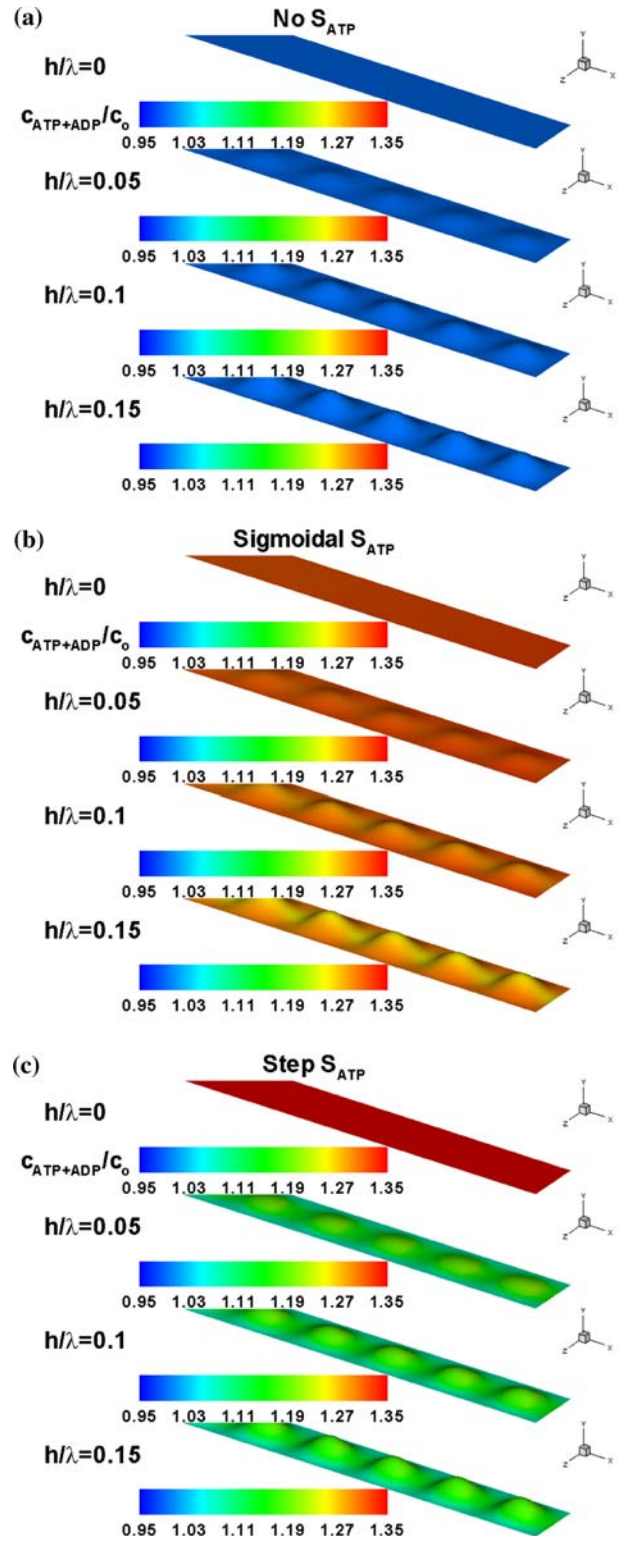 (a)
No S_ATP
h/λ=0
Y
Z X
c_ATP+ADP/c_o
0.95 1.03 1.11 1.19 1.27 1.35
h/λ=0.05
Y
Z X
0.95 1.03 1.11 1.19 1.27 1.35
h/λ=0.1
Y
Z X
0.95 1.03 1.11 1.19 1.27 1.35
h/λ=0.15
Y
Z X
0.95 1.03 1.11 1.19 1.27 1.35
(b)
Sigmoidal S_ATP
h/λ=0
Y
Z X
c_ATP+ADP/c_o
0.95 1.03 1.11 1.19 1.27 1.35
h/λ=0.05
Y
Z X
0.95 1.03 1.11 1.19 1.27 1.35
h/λ=0.1
Y
Z X
0.95 1.03 1.11 1.19 1.27 1.35
h/λ=0.15
Y
Z X
0.95 1.03 1.11 1.19 1.27 1.35
(c)
Step S_ATP
h/λ=0
Y
Z X
c_ATP+ADP/c_o
0.95 1.03 1.11 1.19 1.27 1.35
h/λ=0.05
Y
Z X
0.95 1.03 1.11 1.19 1.27 1.35
h/λ=0.1
Y
Z X
0.95 1.03 1.11 1.19 1.27 1.35
h/λ=0.15
Y
Z X
0.95 1.03 1.11 1.19 1.27 1.35